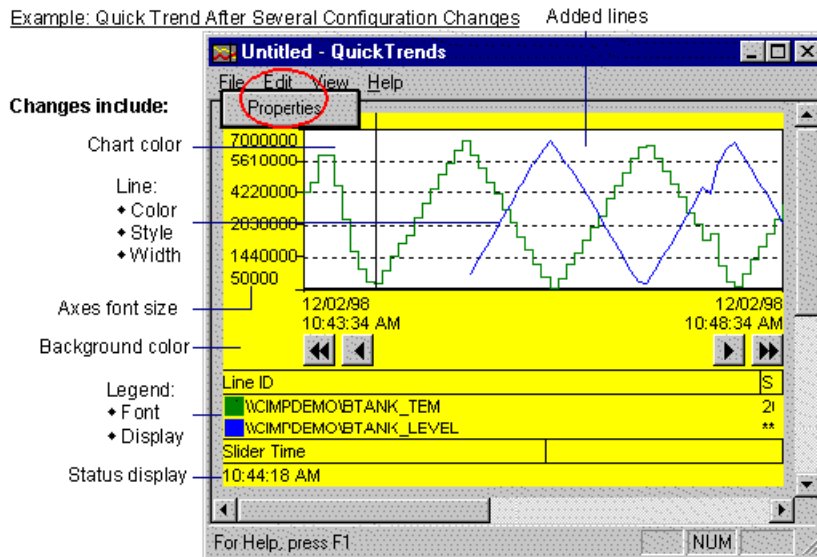 Example: Quick Trend After Several Configuration Changes
Added lines
Untitled - QuickTrends
File Edit View Help
Properties
Changes include:
Chart color
Line:
◆ Color
◆ Style
◆ Width
Axes font size
Background color
Legend:
◆ Font
◆ Display
Status display
7000000
5610000
4220000
2830000
1440000
50000
12/02/98
10:43:34 AM
12/02/98
10:48:34 AM
Line ID S
\\CIMPDEMO\BTANK_TEM 2
\\CIMPDEMO\BTANK_LEVEL **
Slider Time
10:44:18 AM
For Help, press F1 NUM